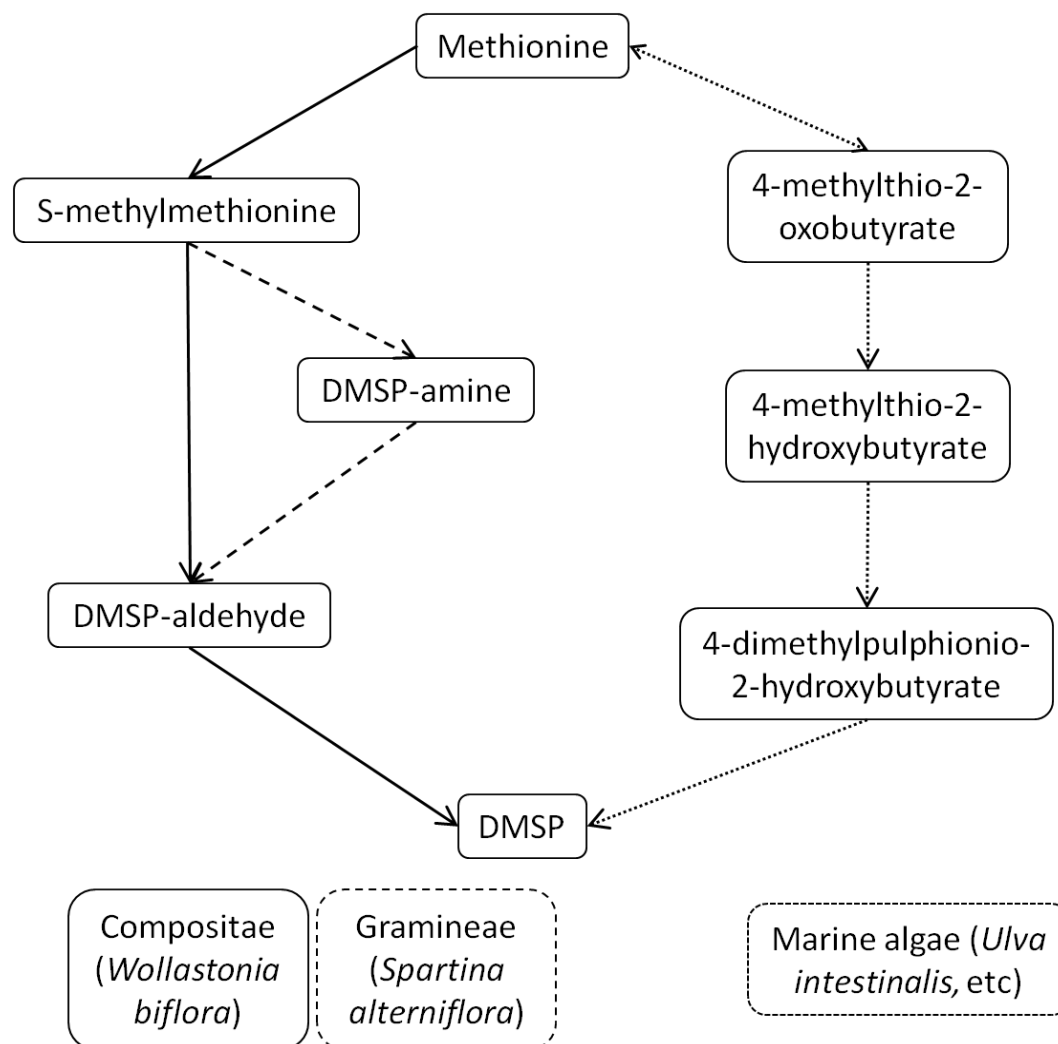 Methionine
S-methylmethionine
4-methylthio-2-
oxobutyrate
DMSP-amine
4-methylthio-2-
hydroxybutyrate
DMSP-aldehyde
4-dimethylpulphionio-
2-hydroxybutyrate
DMSP
Compositae
(Wollastonia
biflora)
Gramineae
(Spartina
alterniflora)
Marine algae (Ulva
intestinalis, etc)